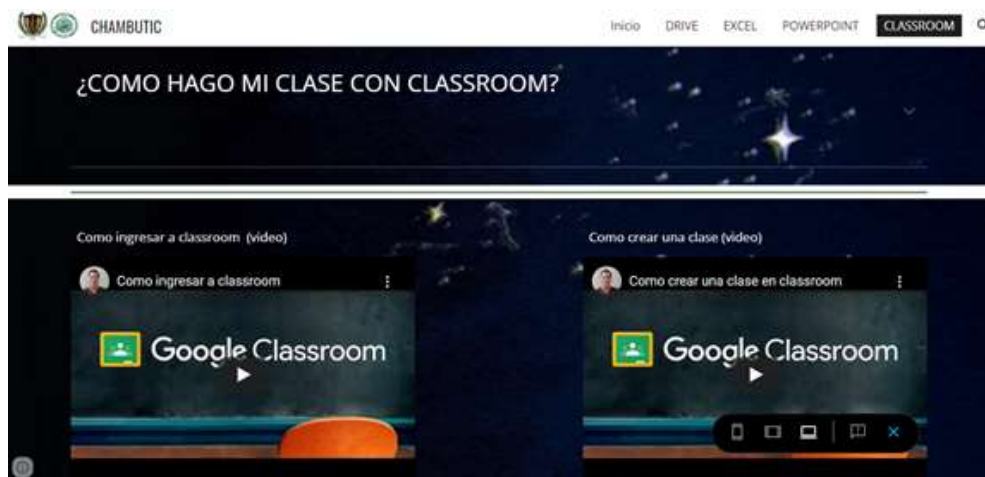 CHAMBUTIC
Inicio DRIVE EXCEL POWERPOINT CLASSROOM
¿COMO HAGO MI CLASE CON CLASSROOM?
Como ingresar a classroom (video)
Como ingresar a classroom
Google Classroom
Como crear una clase (video)
Como crear una clase en classroom
Google Classroom